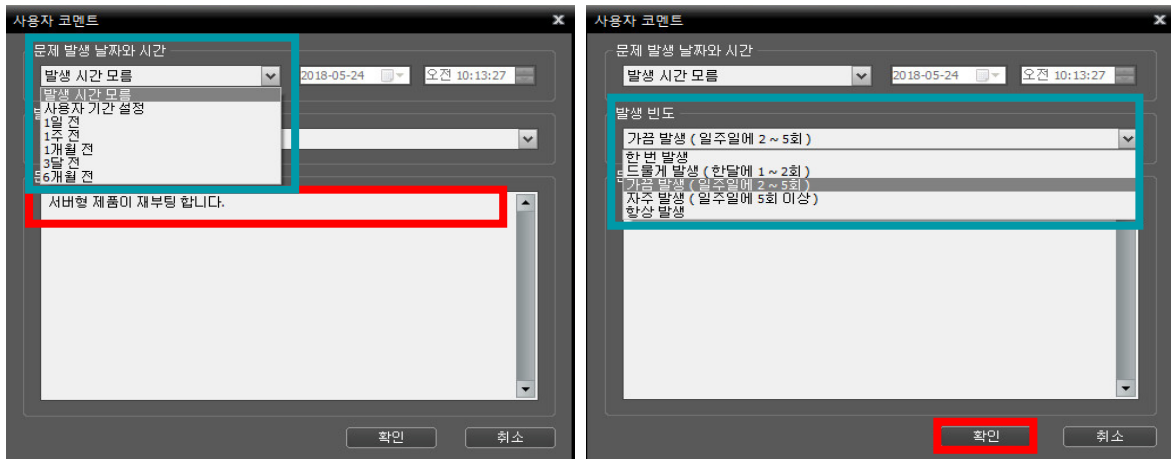 사용자 코멘트
문제 발생 날짜와 시간
발생 시간 모름
2018-05-24
오전 10:13:27
발생 시간 모름
사용자 기간 설정
1일 전
1주 전
1개월 전
3달 전
6개월 전
서버형 제품이 재부팅 합니다.
확인
취소
사용자 코멘트
문제 발생 날짜와 시간
발생 시간 모름
2018-05-24
오전 10:13:27
발생 빈도
가끔 발생 ( 일주일에 2 ~ 5회 )
한 번 발생
드물게 발생 ( 한달에 1 ~ 2회 )
가끔 발생 ( 일주일에 2 ~ 5회 )
자주 발생 ( 일주일에 5회 이상 )
항상 발생
확인
취소